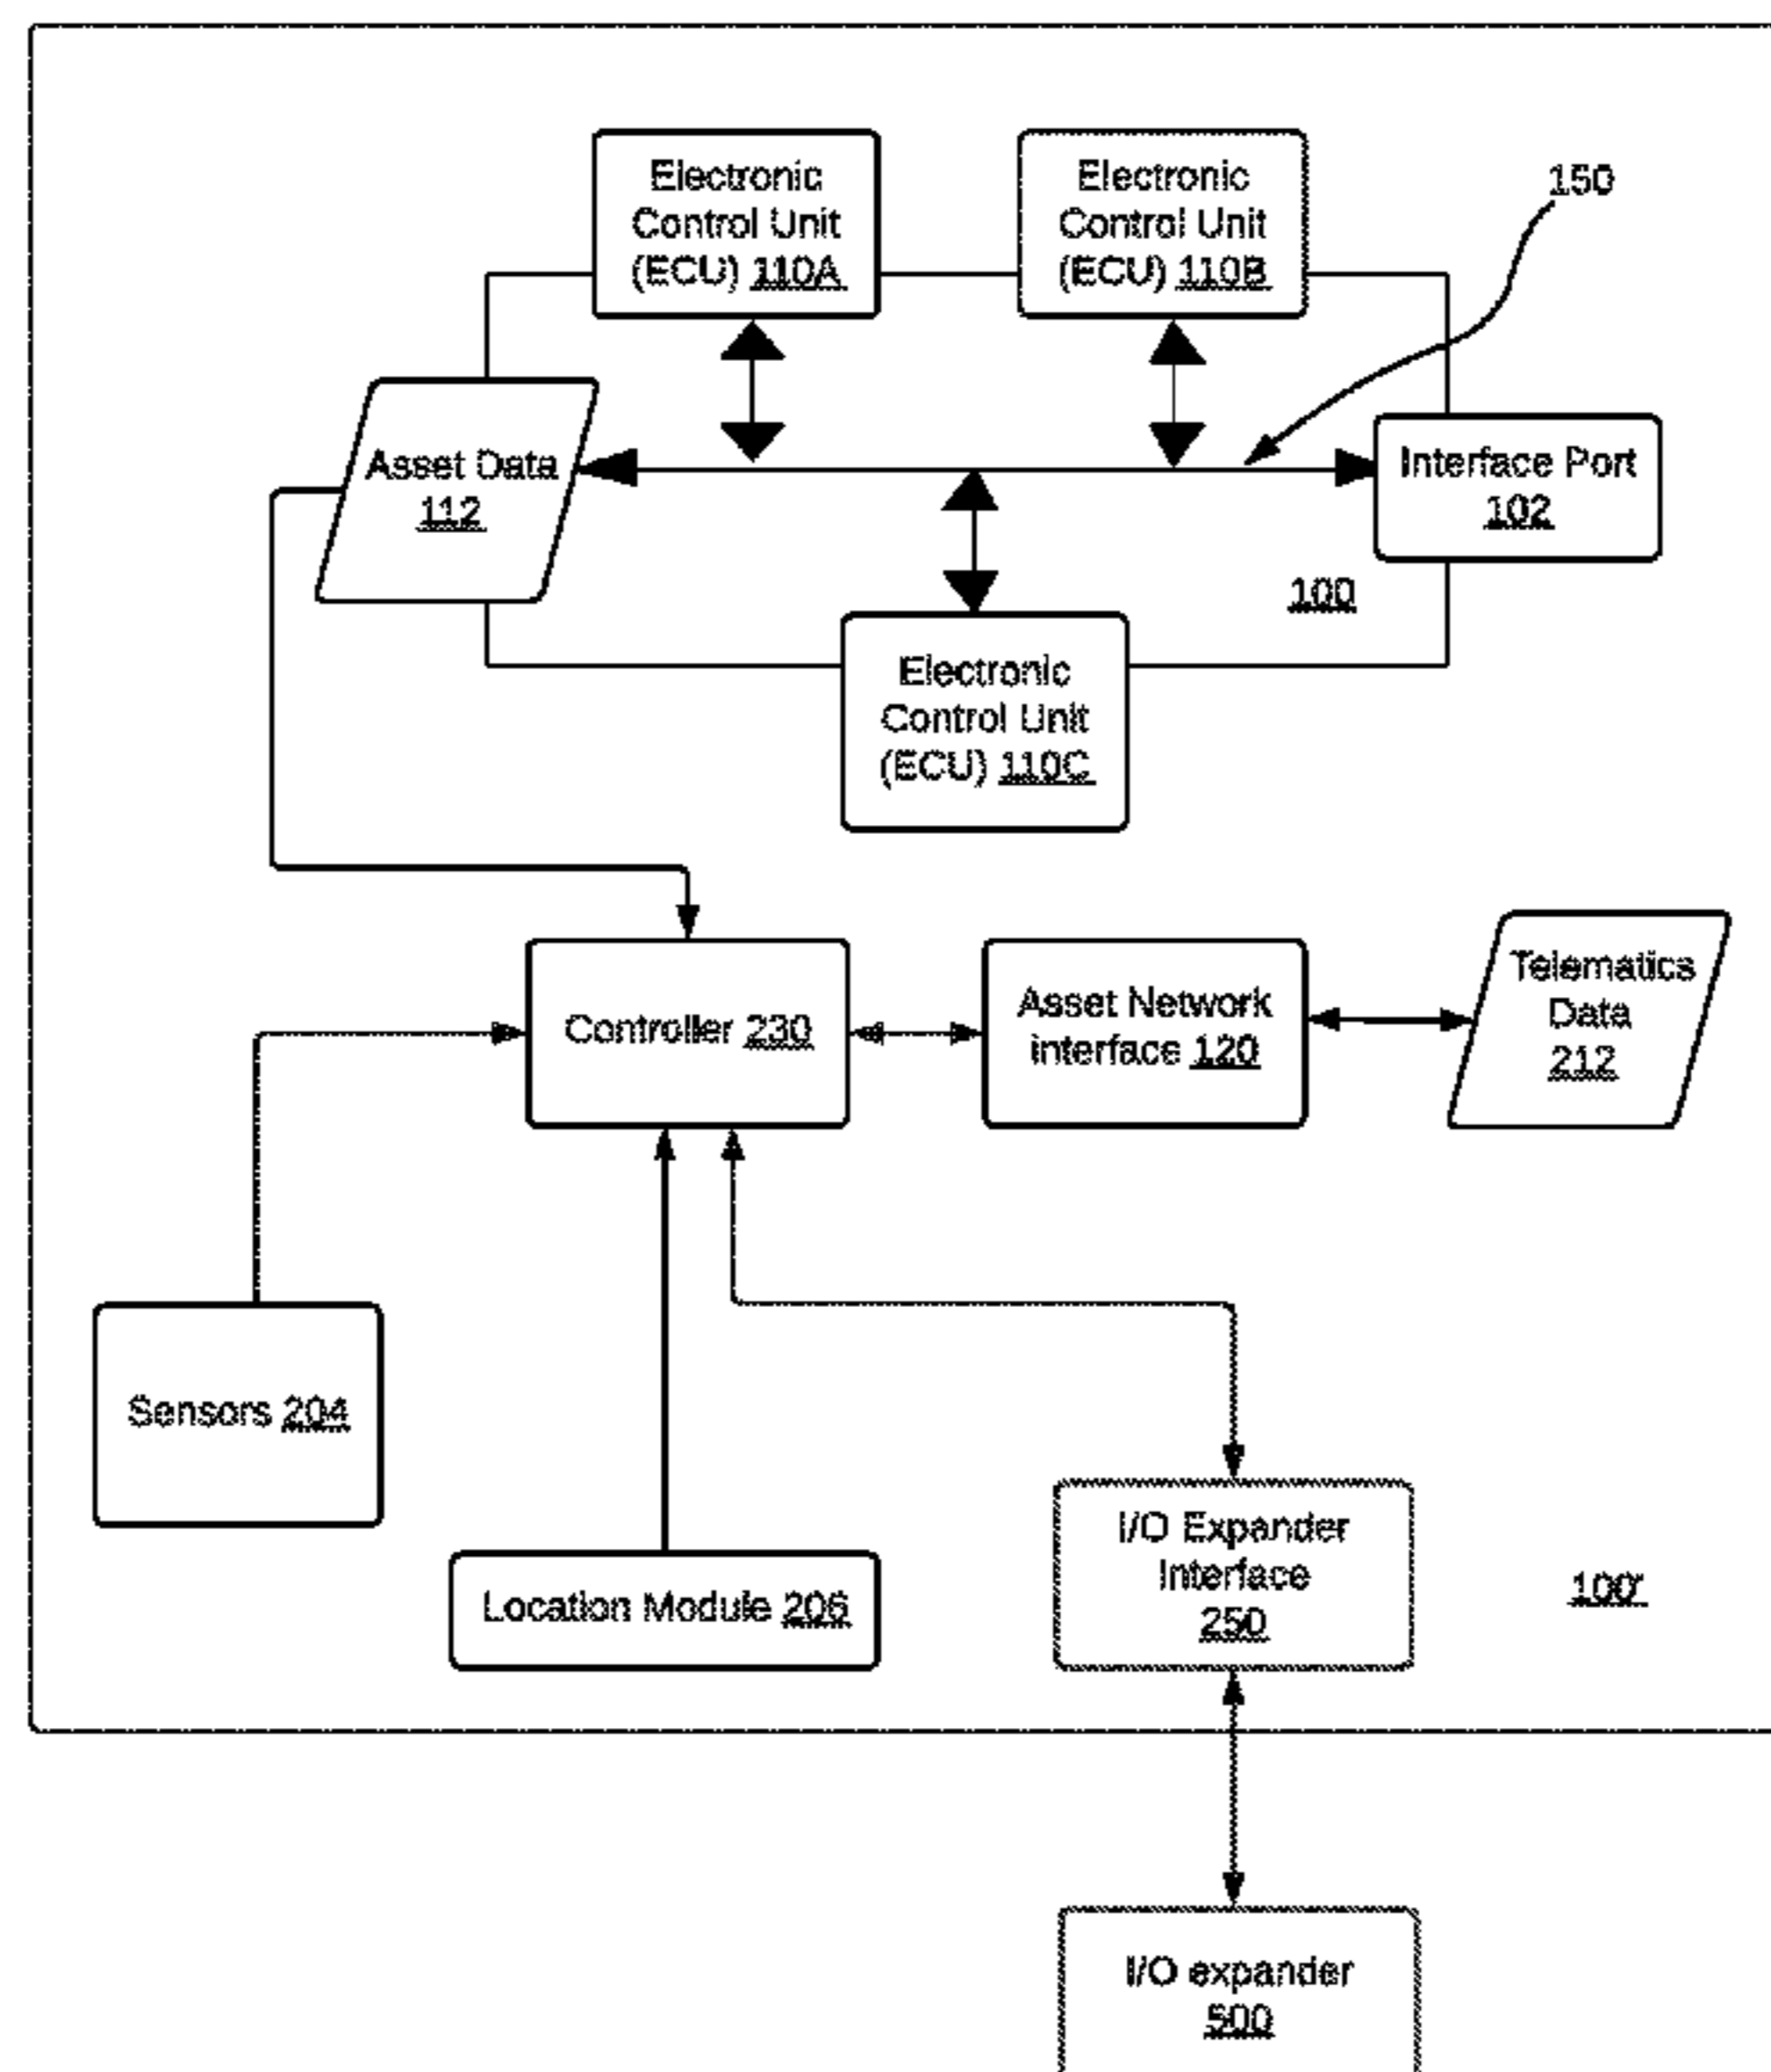 Electronic
Control Unit
(ECU) 110A
Electronic
Control Unit
(ECU) 110B
150
Asset Data
112
Interface Port
102
100
Electronic
Control Unit
(ECU) 110C
Controller 230
Asset Network
interface 120
Telematics
Data
212
Sensors 204
Location Module 206
I/O Expander
Interface
250
100'
I/O expander
500